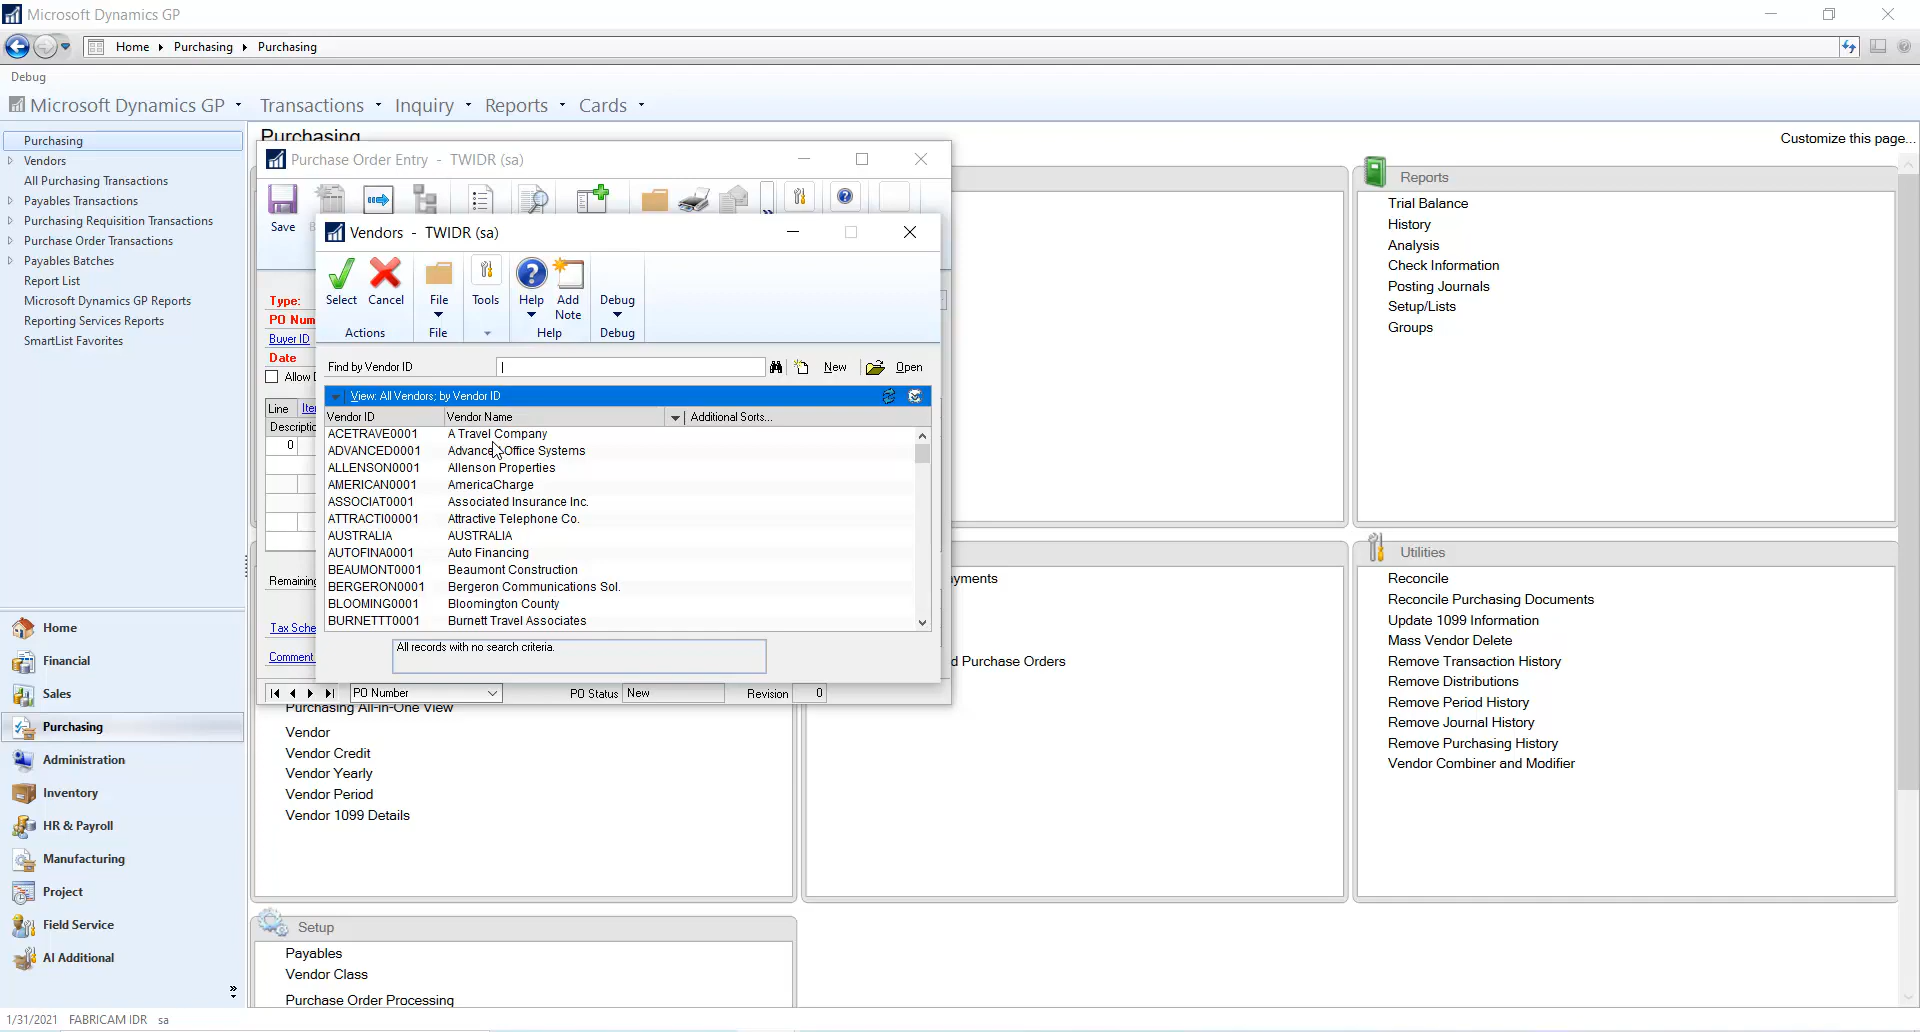 Microsoft Dynamics GP
Home Purchasing Purchasing
Debug
Microsoft Dynamics GP Transactions Inquiry Reports Cards
Purchasing
Vendors
All Purchasing Transactions
Payables Transactions
Purchasing Requisition Transactions
Purchase Order Transactions
Payables Batches
Report List
Microsoft Dynamics GP Reports
Reporting Services Reports
SmartList Favorites
Home
Financial
Sales
Purchasing
Administration
Inventory
HR & Payroll
Manufacturing
Project
Field Service
AI Additional
»
Purchasing
Customize this page...
Purchase Order Entry - TWIDR (sa)
Save
Type:
PO Num
Buyer ID
Date
Allow
Line
Descriptio
0
Remaining
Tax Sche
Comment
PO Number
PO Status New
Revision 0
Vendors - TWIDR (sa)
Select Cancel File Tools Help Add Note Debug
Actions File Help Debug
Find by Vendor ID
New Open
View: All Vendors; by Vendor ID
Vendor ID Vendor Name Additional Sorts...
ACETRAVE0001 A Travel Company
ADVANCED0001 Advanced Office Systems
ALLENSON0001 Allenson Properties
AMERICAN0001 AmericaCharge
ASSOCIAT0001 Associated Insurance Inc.
ATTRACTI00001 Attractive Telephone Co.
AUSTRALIA AUSTRALIA
AUTOFINA0001 Auto Financing
BEAUMONT0001 Beaumont Construction
BERGERON0001 Bergeron Communications Sol.
BLOOMING0001 Bloomington County
BURNETTT0001 Burnett Travel Associates
All records with no search criteria.
Purchasing All-in-One View
Vendor
Vendor Credit
Vendor Yearly
Vendor Period
Vendor 1099 Details
yments
d Purchase Orders
Reports
Trial Balance
History
Analysis
Check Information
Posting Journals
Setup/Lists
Groups
Utilities
Reconcile
Reconcile Purchasing Documents
Update 1099 Information
Mass Vendor Delete
Remove Transaction History
Remove Distributions
Remove Period History
Remove Journal History
Remove Purchasing History
Vendor Combiner and Modifier
Setup
Payables
Vendor Class
Purchase Order Processing
1/31/2021 FABRICAM IDR sa